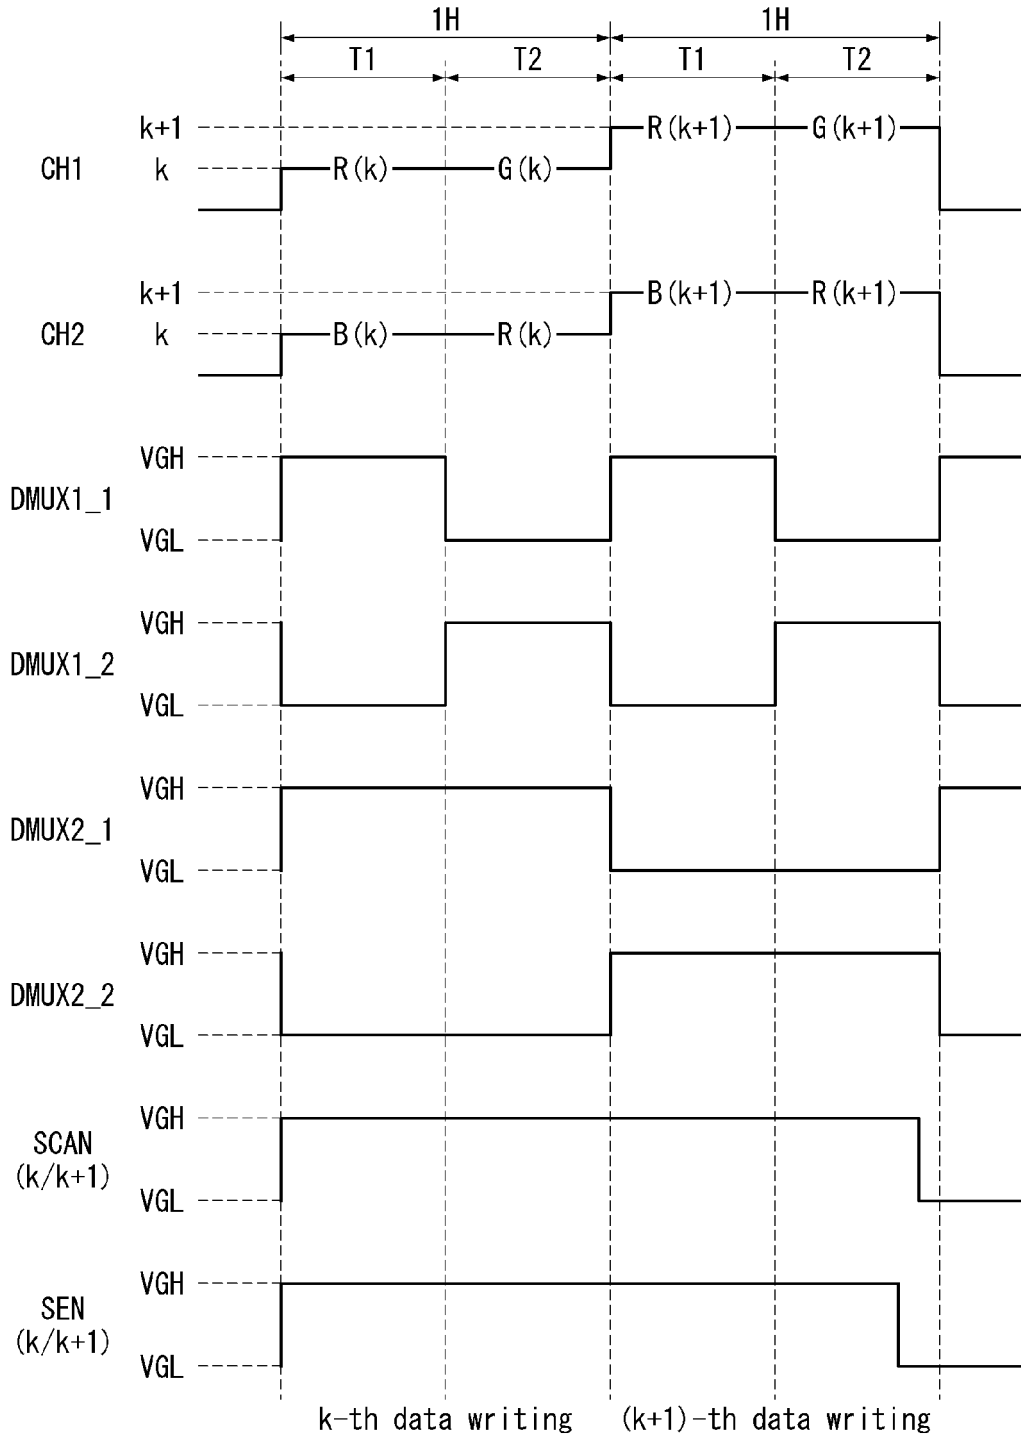 1H 1H
T1 T2 T1 T2
k+1 R(k+1) G(k+1)
CH1 k R(k) G(k)
k+1 B(k+1) R(k+1)
CH2 k B(k) R(k)
VGH
DMUX1_1
VGL
VGH
DMUX1_2
VGL
VGH
DMUX2_1
VGL
VGH
DMUX2_2
VGL
VGH
SCAN
(k/k+1)
VGL
VGH
SEN
(k/k+1)
VGL
k-th data writing (k+1)-th data writing